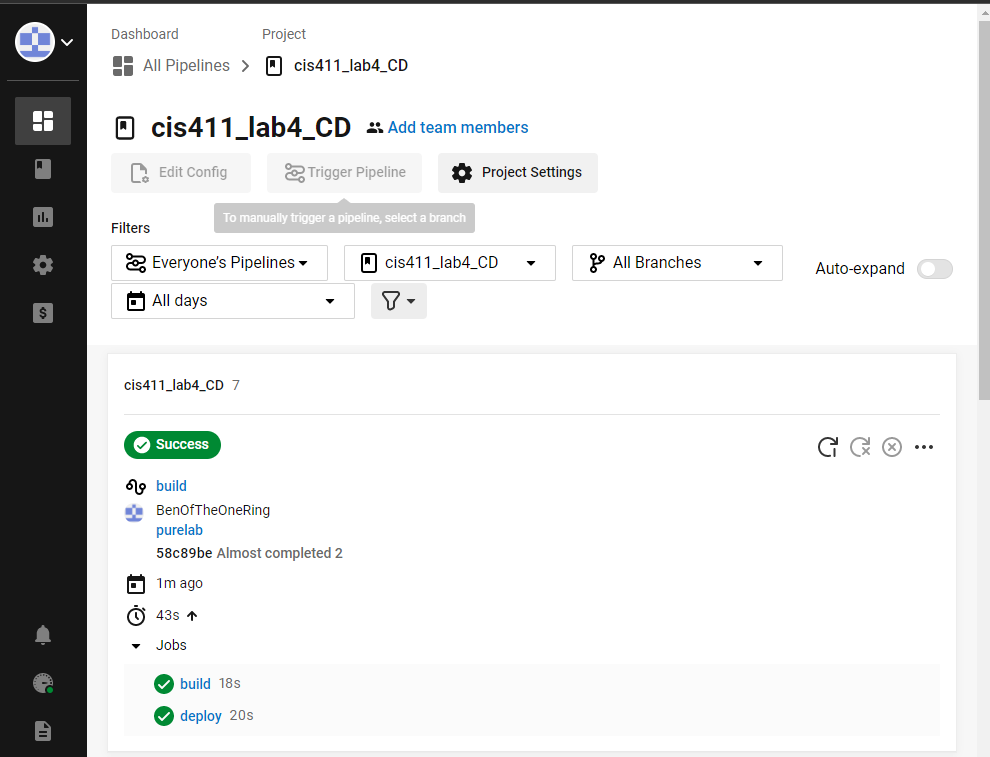 Dashboard
Project
All Pipelines
cis411_lab4_CD
cis411_lab4_CD
Add team members
Edit Config
Trigger Pipeline
Project Settings
To manually trigger a pipeline, select a branch
Filters
Everyone’s Pipelines
cis411_lab4_CD
All Branches
Auto-expand
All days
cis411_lab4_CD 7
Success
build
BenOfTheOneRing
purelab
58c89be Almost completed 2
1m ago
43s
Jobs
build 18s
deploy 20s